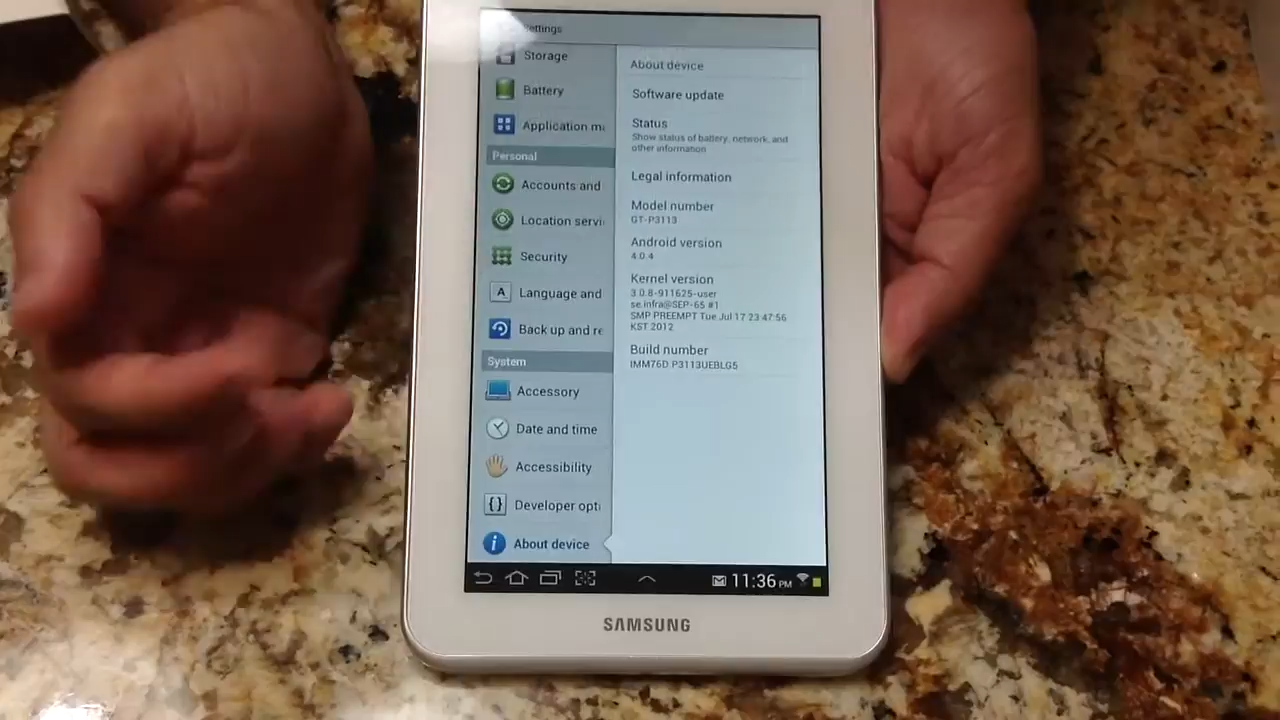 Settings
Storage
Battery
Application ma
Personal
Accounts and
Location servi
Security
A
Language and
Back up and re
System
Accessory
Date and time
Accessibility
{}
Developer opti
i
About device
About device
Software update
Status
Show status of battery, network, and
other information
Legal information
Model number
GT-P3113
Android version
4.0.4
Kernel version
3.0.8-911625-user
se.infra@SEP-65 #1
SMP PREEMPT Tue Jul 17 23:47:56
KST 2012
Build number
IMM76D P3113UEBLG5
11:36 PM
SAMSUNG